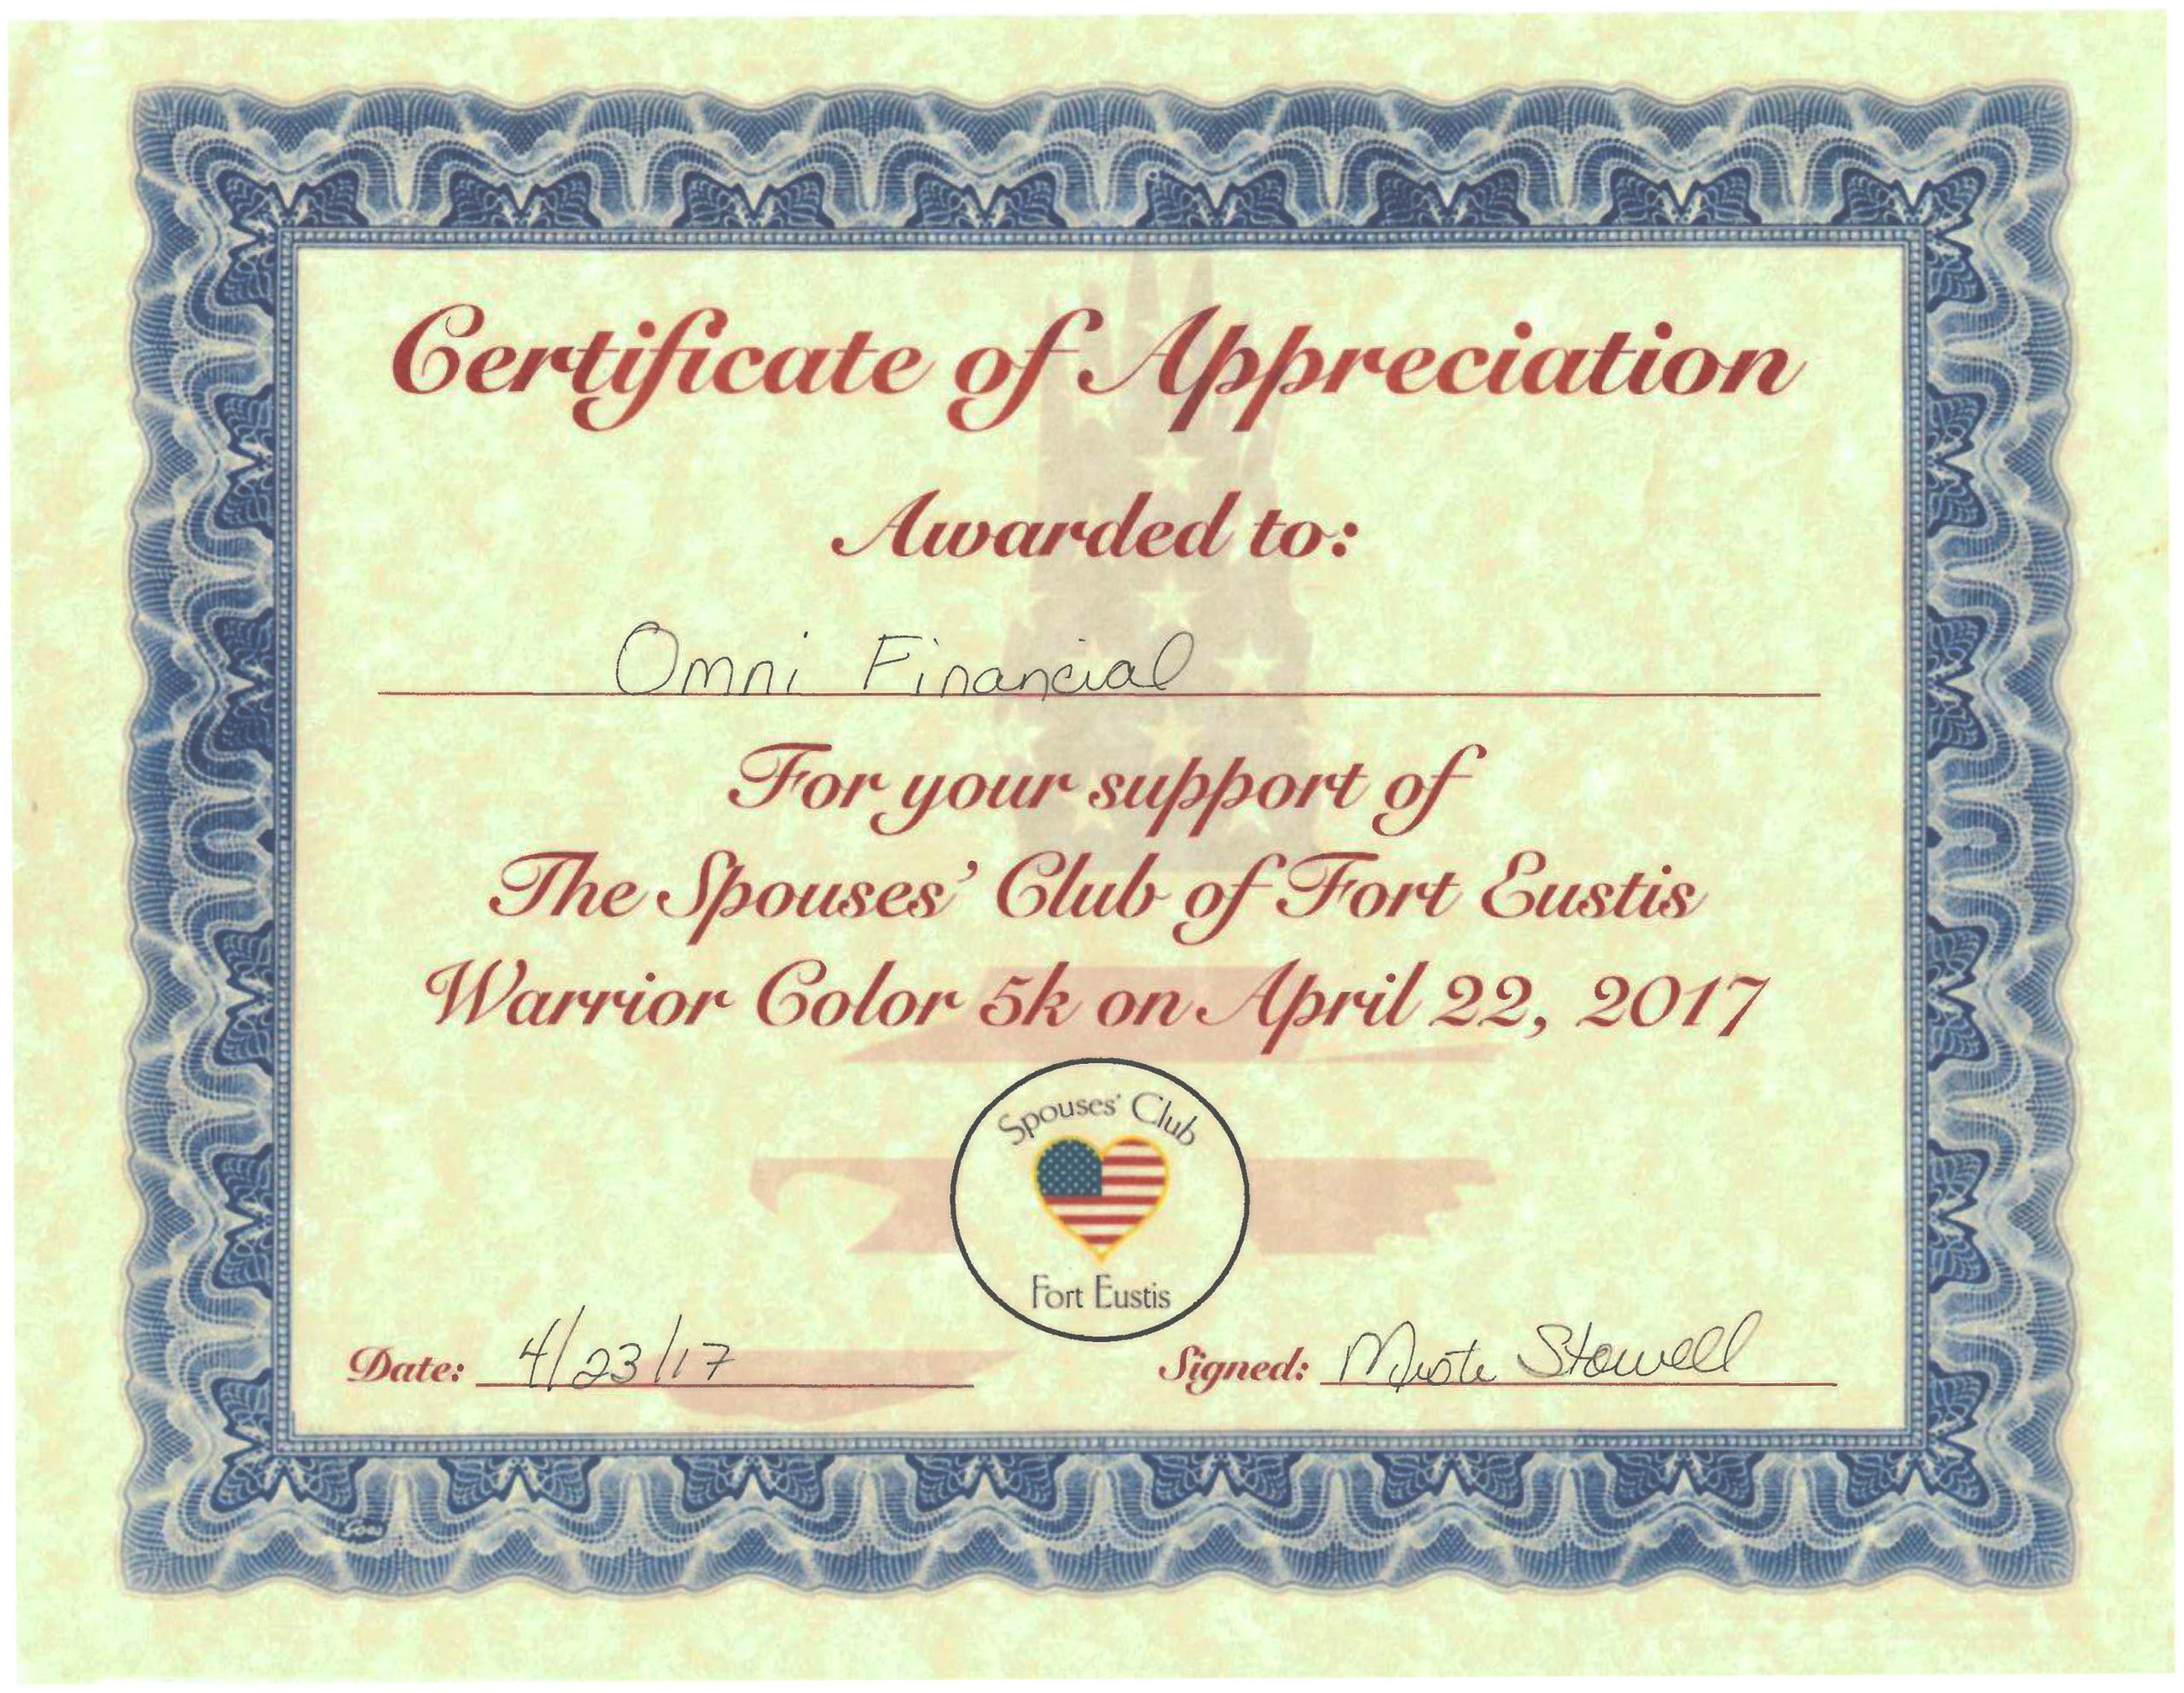 Certificate of Appreciation
Awarded to:
Omni Financial
For your support of
The Spouses' Club of Fort Eustis
Warrior Color 5k on April 22, 2017
Spouses' Club
Fort Eustis
Date: 4/23/17
Signed: Stowell
Goes